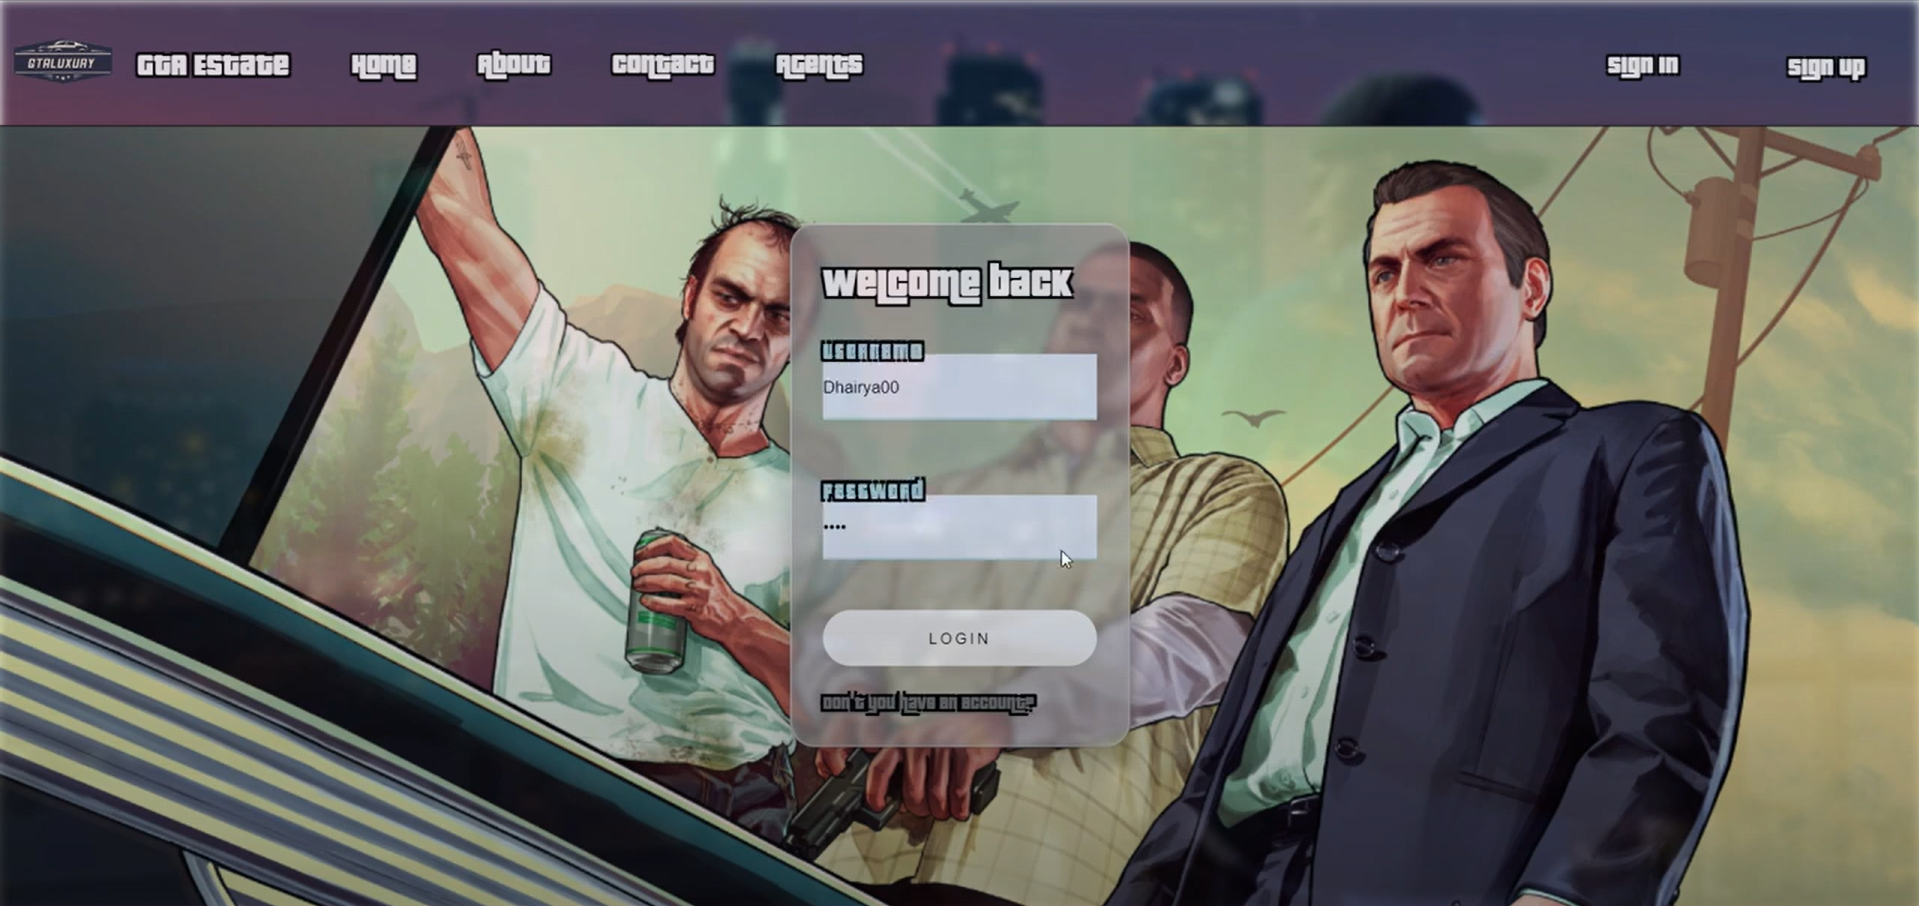 GTALUXURY
GTA Estate
Home
About
Contact
Agents
sign in
sign up
welcome back
username
Dhairya00
password
••••
LOGIN
Don't you have an account?